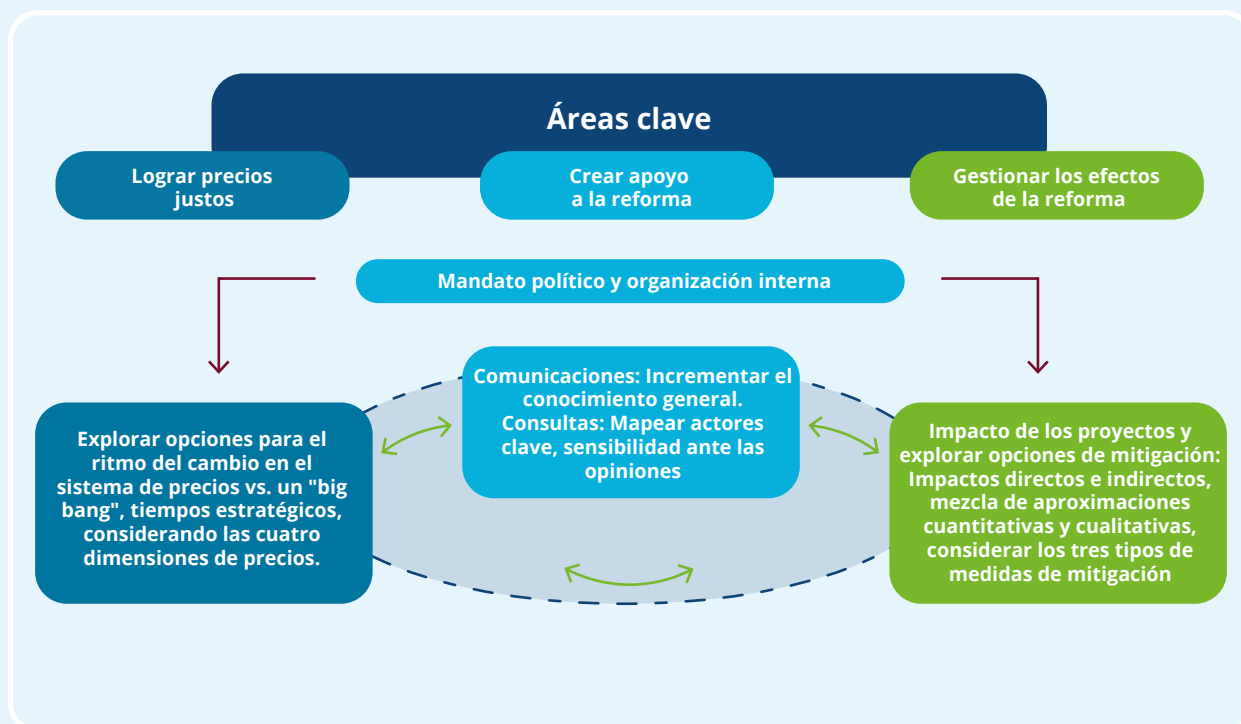 Áreas clave
Lograr precios
justos
Crear apoyo
a la reforma
Gestionar los efectos
de la reforma
Mandato político y organización interna
Comunicaciones: Incrementar el
conocimiento general.
Consultas: Mapear actores
clave, sensibilidad ante las
opiniones
Explorar opciones para el
ritmo del cambio en el
sistema de precios vs. un "big
bang", tiempos estratégicos,
considerando las cuatro
dimensiones de precios.
Impacto de los proyectos y
explorar opciones de mitigación:
Impactos directos e indirectos,
mezcla de aproximaciones
cuantitativas y cualitativas,
considerar los tres tipos de
medidas de mitigación